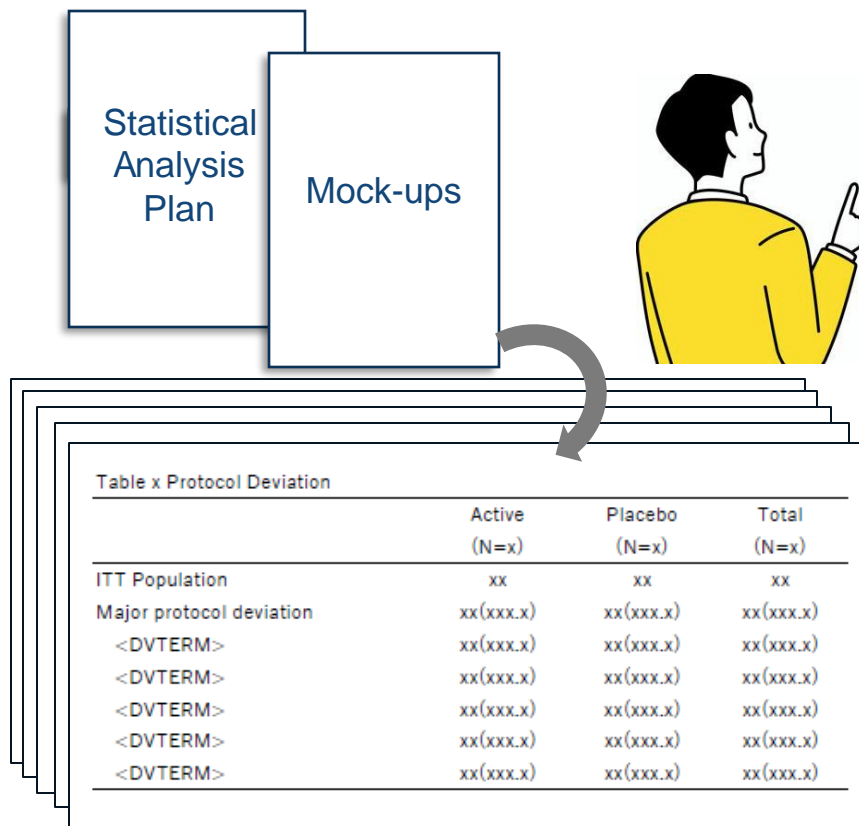 Statistical
Analysis
Plan
Mock-ups
Table x Protocol Deviation
Active Placebo Total
(N=x) (N=x) (N=x)
ITT Population xx xx xx
Major protocol deviation xx(xxx.x) xx(xxx.x) xx(xxx.x)
<DVTERM> xx(xxx.x) xx(xxx.x) xx(xxx.x)
<DVTERM> xx(xxx.x) xx(xxx.x) xx(xxx.x)
<DVTERM> xx(xxx.x) xx(xxx.x) xx(xxx.x)
<DVTERM> xx(xxx.x) xx(xxx.x) xx(xxx.x)
<DVTERM> xx(xxx.x) xx(xxx.x) xx(xxx.x)